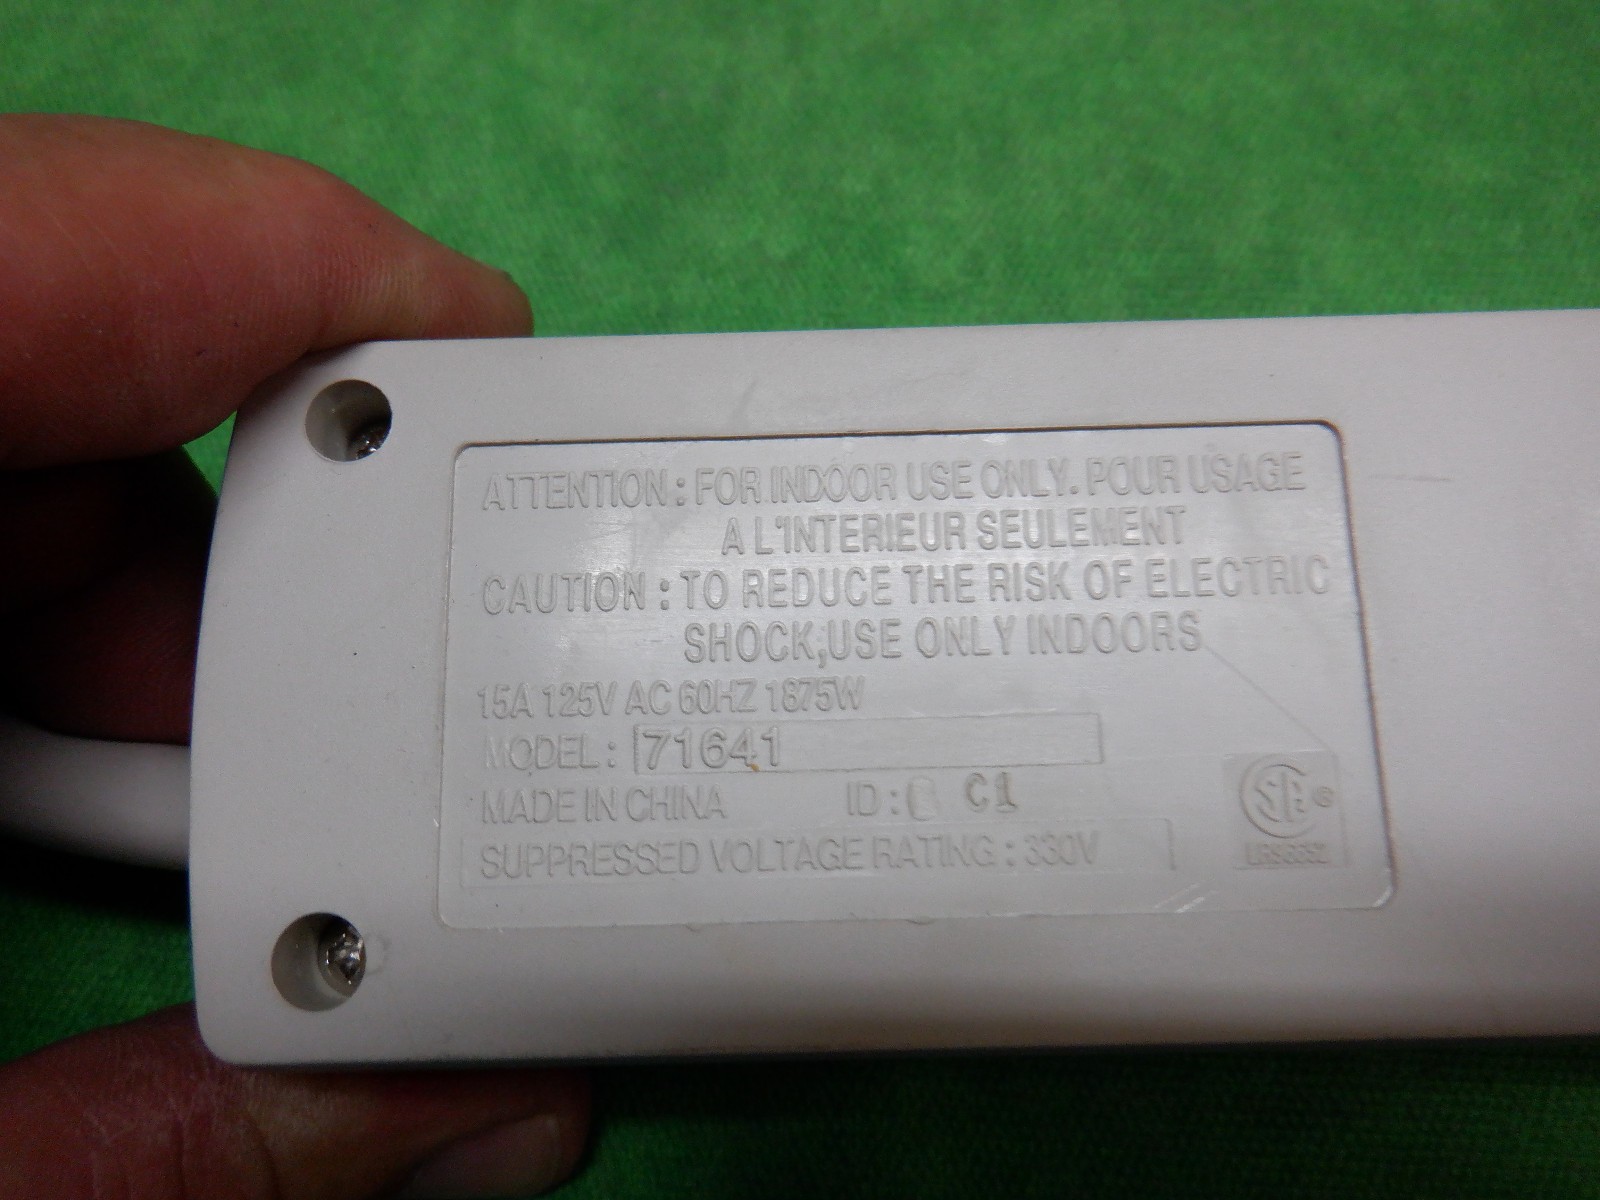 ATTENTION : FOR INDOOR USE ONLY. POUR USAGE
A L'INTERIEUR SEULEMENT
CAUTION : TO REDUCE THE RISK OF ELECTRIC
SHOCK,USE ONLY INDOORS
15A 125V AC 60HZ 1875W
MODEL : 71641
MADE IN CHINA ID : C1
SUPPRESSED VOLTAGE RATING : 330V
®